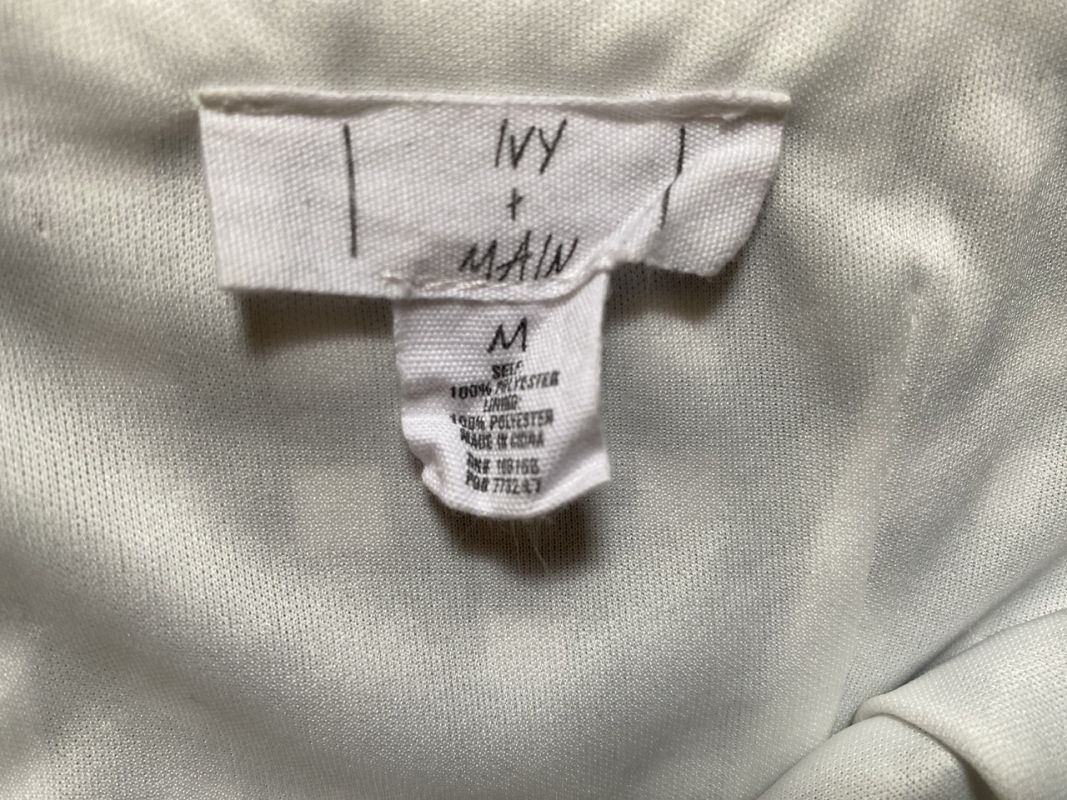 IVY
+
MAIN
M
SELF
100% POLYESTER
LINING:
100% POLYESTER
MADE IN CHINA